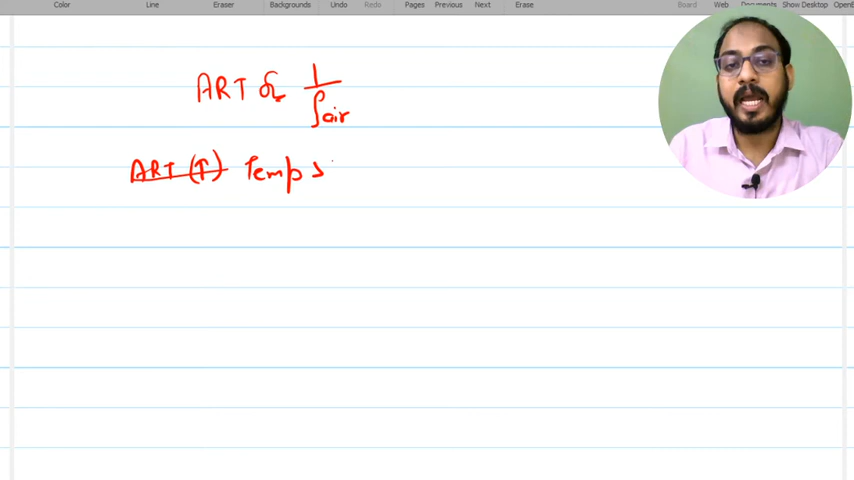 Color Line Eraser Backgrounds Undo Redo Pages Previous Next Erase Board Web Documents Show Desktop
ART α 1/ρair
ART (↑) Temp s